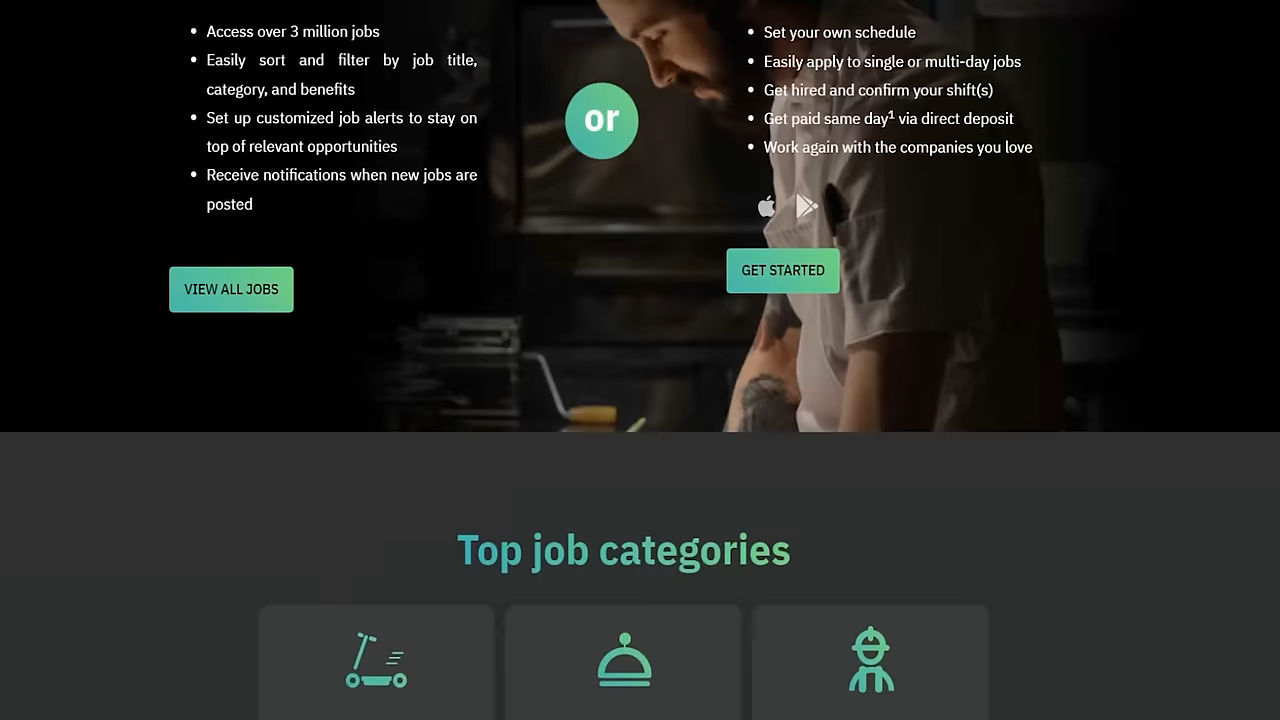 Access over 3 million jobs
Easily sort and filter by job title,
category, and benefits
Set up customized job alerts to stay on
top of relevant opportunities
Receive notifications when new jobs are
posted
VIEW ALL JOBS
or
Set your own schedule
Easily apply to single or multi-day jobs
Get hired and confirm your shift(s)
Get paid same day¹ via direct deposit
Work again with the companies you love
GET STARTED
Top job categories